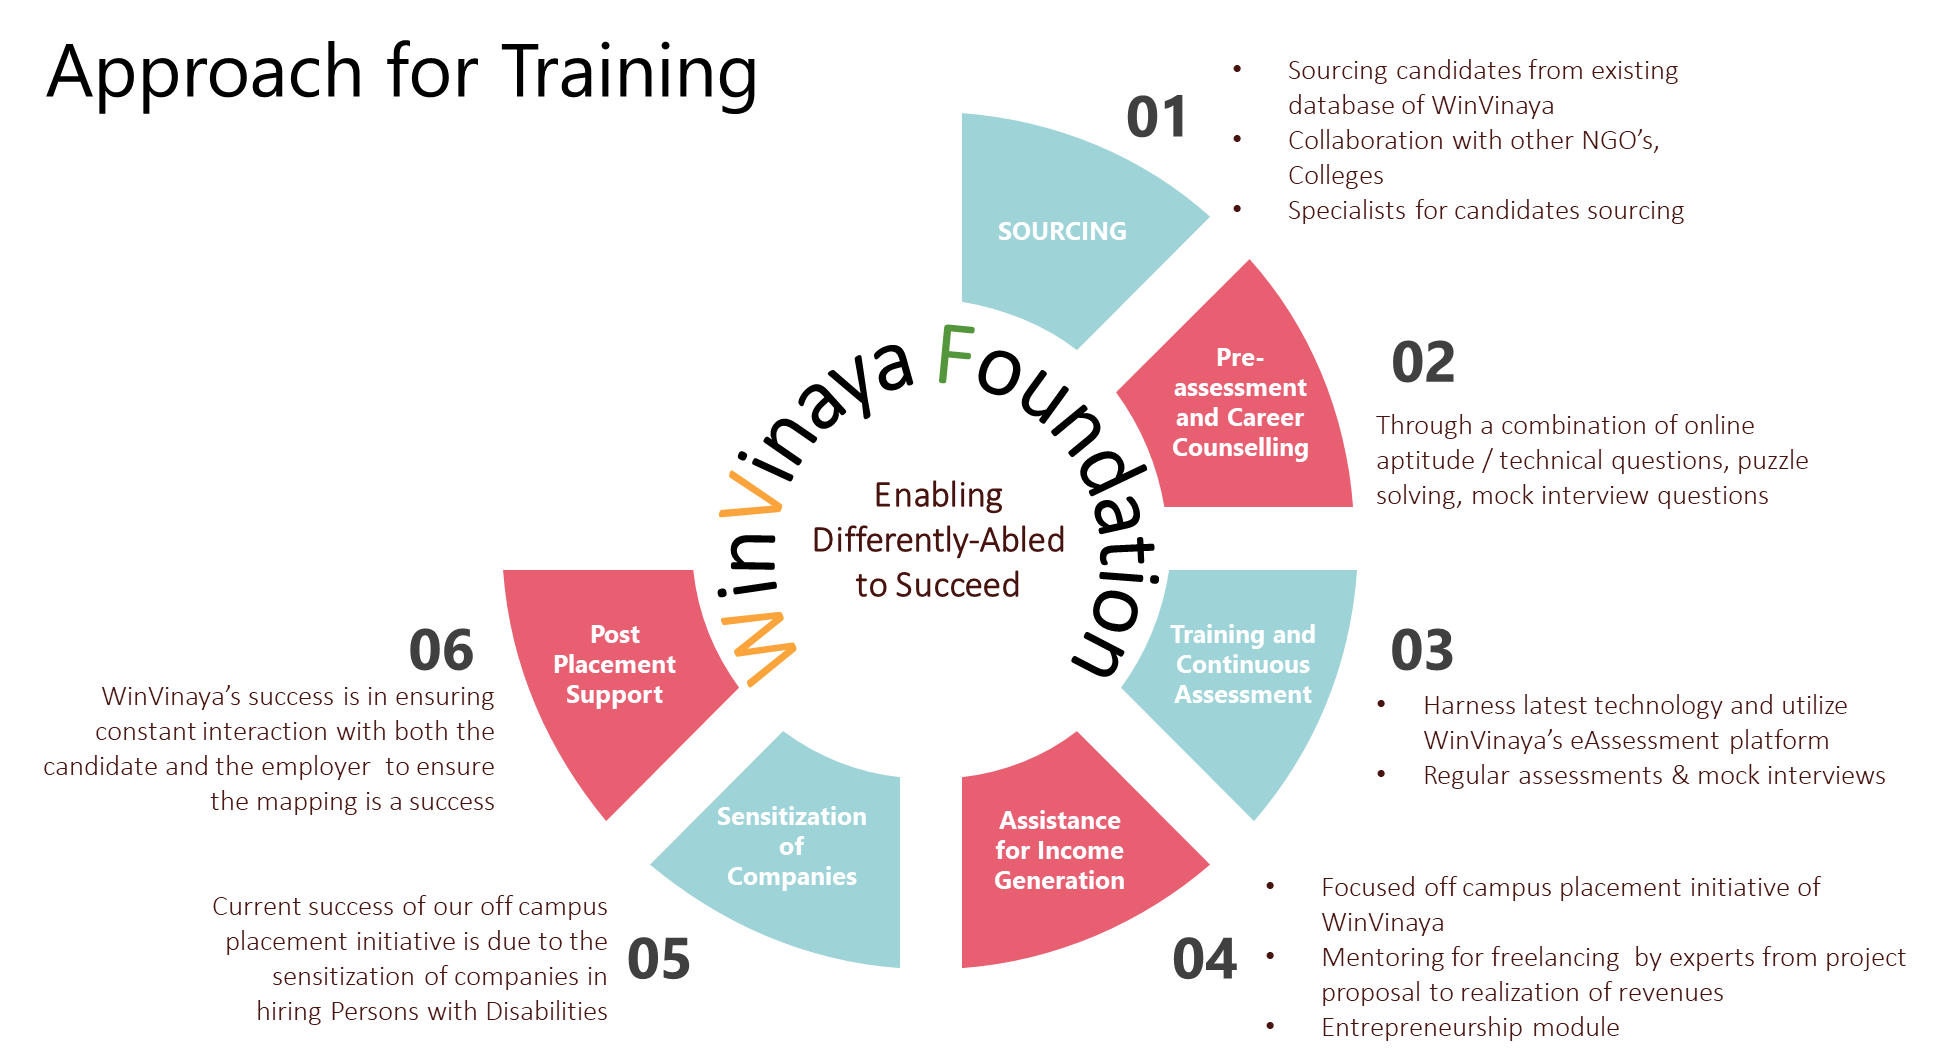 Approach for Training
01
• Sourcing candidates from existing
database of WinVinaya
• Collaboration with other NGO’s,
Colleges
• Specialists for candidates sourcing
SOURCING
02
Pre-
assessment
and Career
Counselling
Through a combination of online
aptitude / technical questions, puzzle
solving, mock interview questions
WinVinaya Foundation
Enabling
Differently-Abled
to Succeed
03
Training and
Continuous
Assessment
• Harness latest technology and utilize
WinVinaya’s eAssessment platform
• Regular assessments & mock interviews
04
Assistance
for Income
Generation
• Focused off campus placement initiative of
WinVinaya
• Mentoring for freelancing  by experts from project
proposal to realization of revenues
• Entrepreneurship module
05
Sensitization
of
Companies
Current success of our off campus
placement initiative is due to the
sensitization of companies in
hiring Persons with Disabilities
06
Post
Placement
Support
WinVinaya’s success is in ensuring
constant interaction with both the
candidate and the employer  to ensure
the mapping is a success